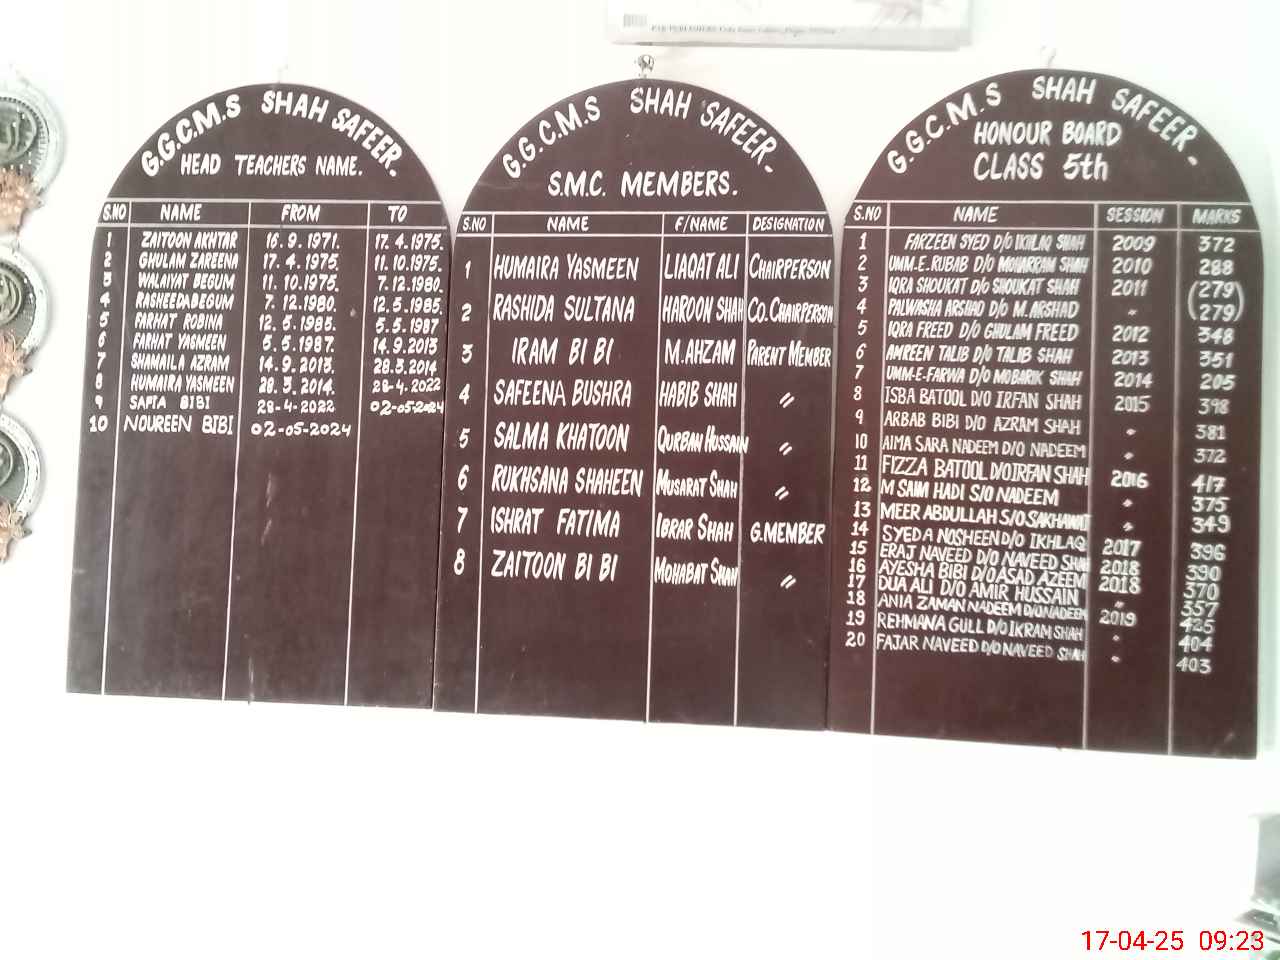 G.G.C.M.S SHAH SAFEER.
HEAD TEACHERS NAME.
S.NO NAME FROM TO
1 ZAITOON AKHTAR 16.9.1971. 17.4.1975.
2 GHULAM ZAREENA 17.4.1975. 11.10.1975.
3 WALAIYAT BEGUM 11.10.1975. 7.12.1980.
4 RASHEEDA BEGUM 7.12.1980. 12.5.1985.
5 FARHAT ROBINA 12.5.1985. 5.5.1987
6 FARHAT YASMEEN 5.5.1987. 14.9.2013
7 SHAMAILA AZRAM 14.9.2013. 28.3.2014
8 HUMAIRA YASMEEN 28.3.2014. 28-4.2022
9 SAFIA BIBI 28-4-2022 02-05-2024
10 NOUREEN BIBI 02-05-2024
G.G.C.M.S SHAH SAFEER.
S.M.C. MEMBERS.
S.NO NAME F/NAME DESIGNATION
1 HUMAIRA YASMEEN LIAQAT ALI CHAIRPERSON
2 RASHIDA SULTANA HAROON SHAH CO.CHAIRPERSON
3 IRAM BI BI M.AHZAM PARENT MEMBER
4 SAFEENA BUSHRA HABIB SHAH "
5 SALMA KHATOON QURBAN HUSSAIN "
6 RUKHSANA SHAHEEN MUSARAT SHAH "
7 ISHRAT FATIMA IBRAR SHAH G.MEMBER
8 ZAITOON BI BI MOHABAT SHAH "
G.G.C.M.S SHAH SAFEER.
HONOUR BOARD
CLASS 5th
S.NO NAME SESSION MARKS
1 FARZEEN SYED D/O IKHLAQ SHAH 2009 372
2 UMM-E.RUBAB D/O MOHARRAM SHAH 2010 288
3 IQRA SHOUKAT D/O SHOUKAT SHAH 2011 (279)
4 PALWASHA ARSHAD D/O M.ARSHAD " (279)
5 IQRA FREED D/O GHULAM FREED 2012 348
6 AMREEN TALIB D/O TALIB SHAH 2013 351
7 UMM-E-FARWA D/O MOBARIK SHAH 2014 205
8 ISBA BATOOL D/O IRFAN SHAH 2015 398
9 ARBAB BIBI D/O AZRAM SHAH " 381
10 AIMA SARA NADEEM D/O NADEEM " 372
11 FIZZA BATOOL D/O IRFAN SHAH 2016 417
12 M SAIM HADI S/O NADEEM " 375
13 MEER ABDULLAH S/O SAKHAWAT " 349
14 SYEDA NOSHEEN D/O IKHLAQ 2017 396
15 ERAJ NAVEED D/O NAVEED SHAH 2018 390
16 AYESHA BIBI D/O ASAD AZEEM 2018 370
17 DUA ALI D/O AMIR HUSSAIN " 357
18 ANIA ZAMAN NADEEM D/O NADEEM 2019 425
19 REHMANA GULL D/O IKRAM SHAH " 404
20 FAJAR NAVEED D/O NAVEED SHAH " 403
17-04-25 09:23